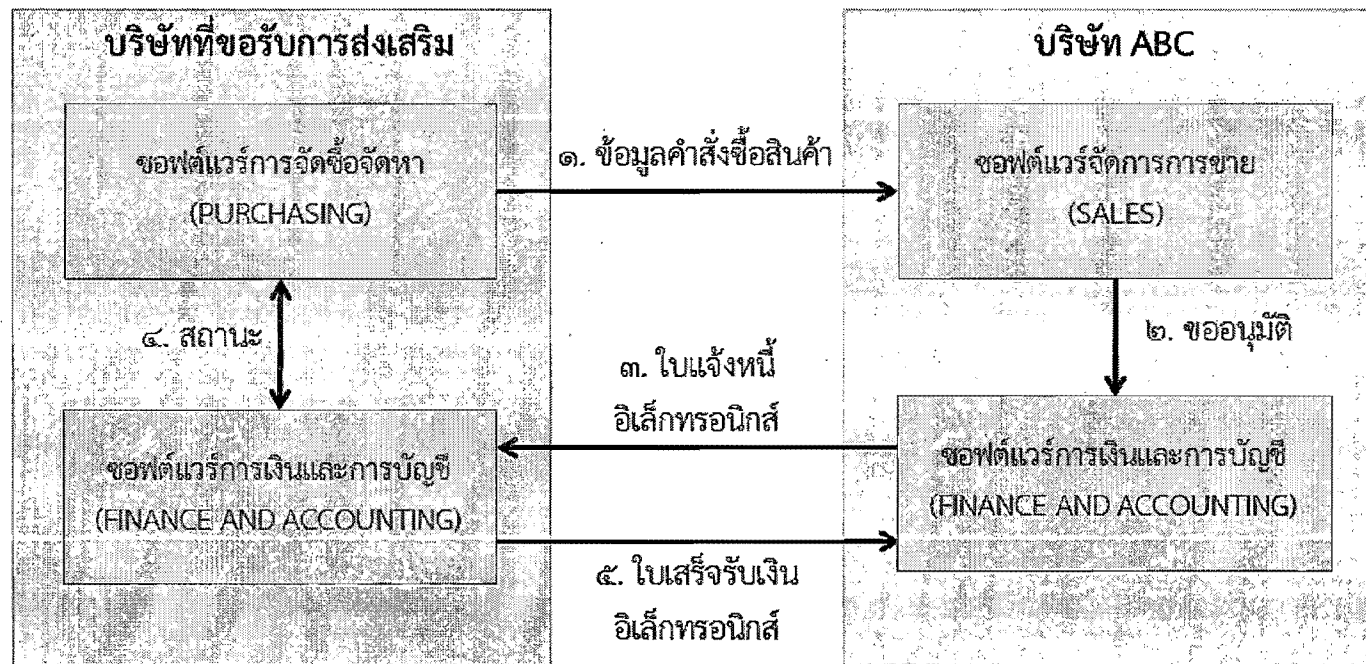 บริษัทที่ขอรับการส่งเสริม
บริษัท ABC
ซอฟต์แวร์การจัดซื้อจัดหา
(PURCHASING)
๑. ข้อมูลคำสั่งซื้อสินค้า
ซอฟต์แวร์จัดการการขาย
(SALES)
๔. สถานะ
๒. ขออนุมัติ
๓. ใบแจ้งหนี้
อิเล็กทรอนิกส์
ซอฟต์แวร์การเงินและการบัญชี
(FINANCE AND ACCOUNTING)
ซอฟต์แวร์การเงินและการบัญชี
(FINANCE AND ACCOUNTING)
๕. ใบเสร็จรับเงิน
อิเล็กทรอนิกส์